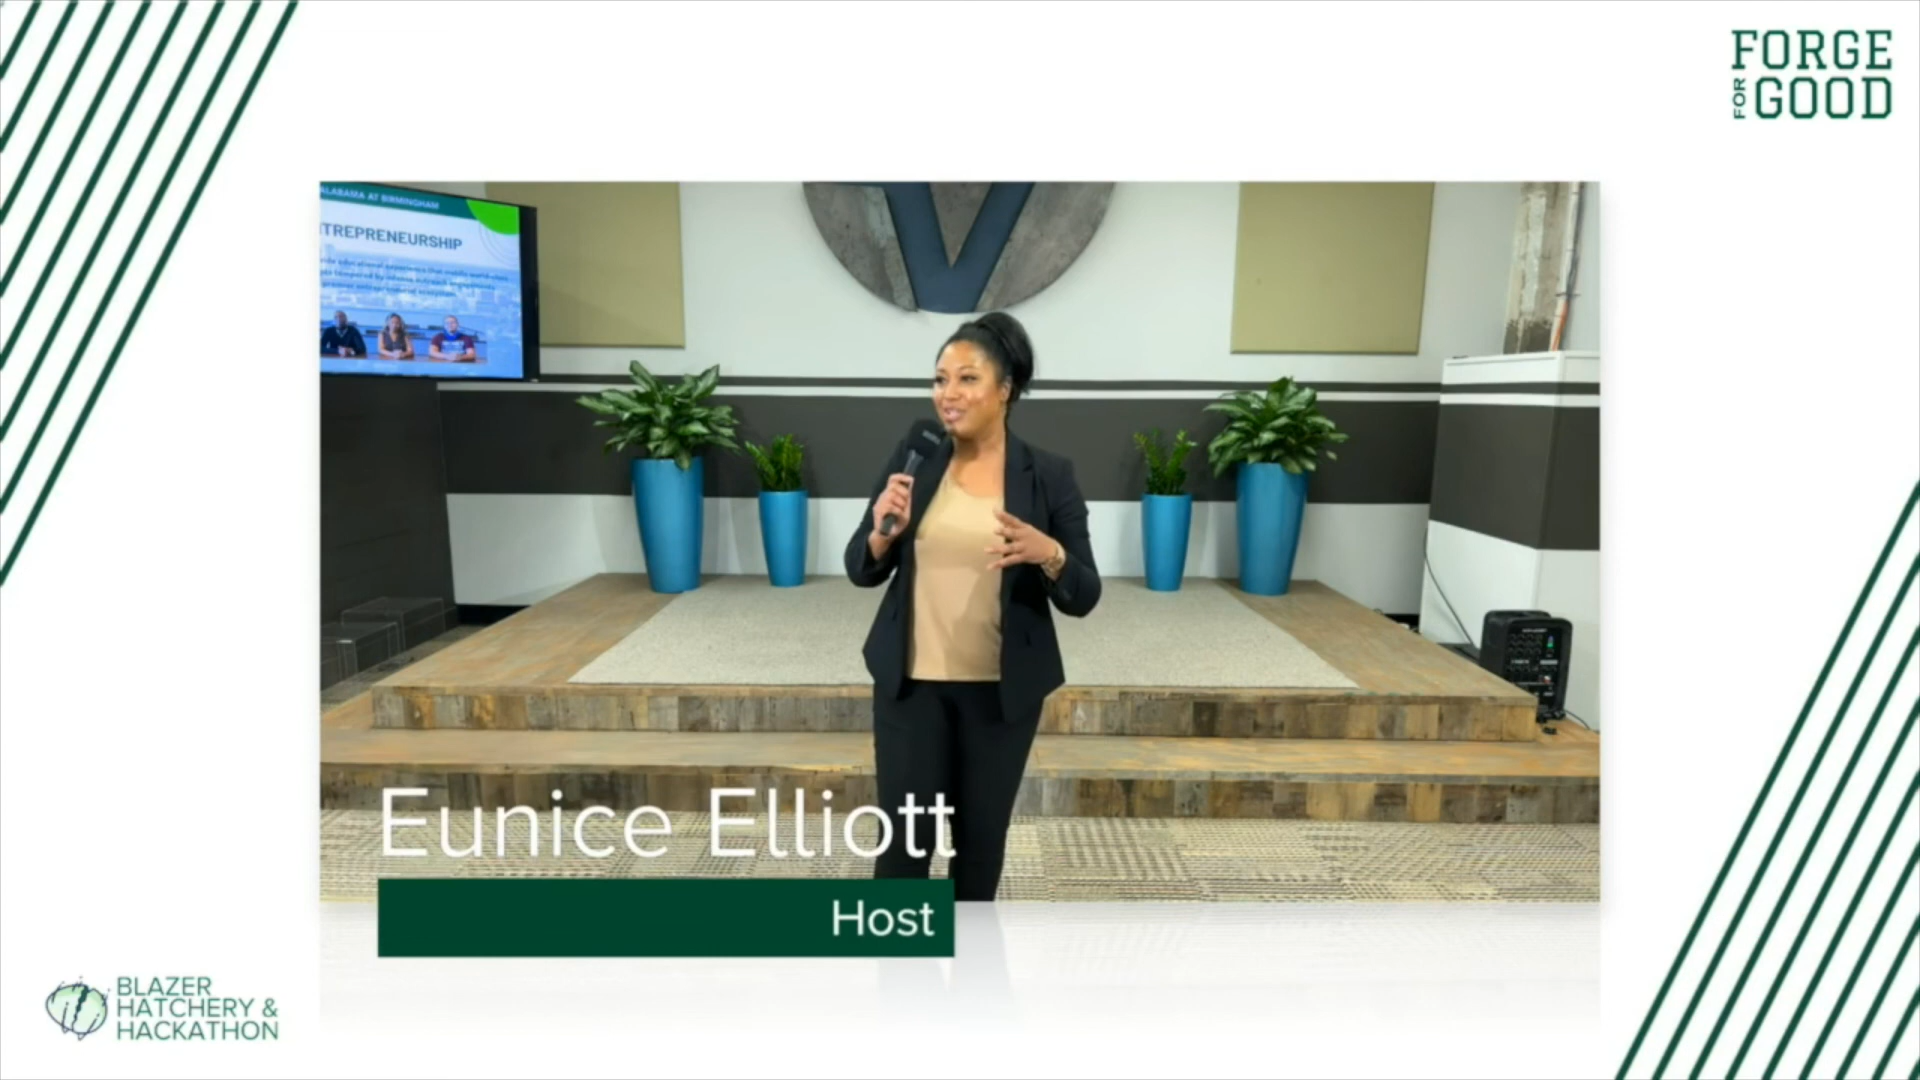 FORGE
FOR GOOD
ALABAMA AT BIRMINGHAM
TREPRENEURSHIP
Eunice Elliott
Host
BLAZER
HATCHERY &
HACKATHON